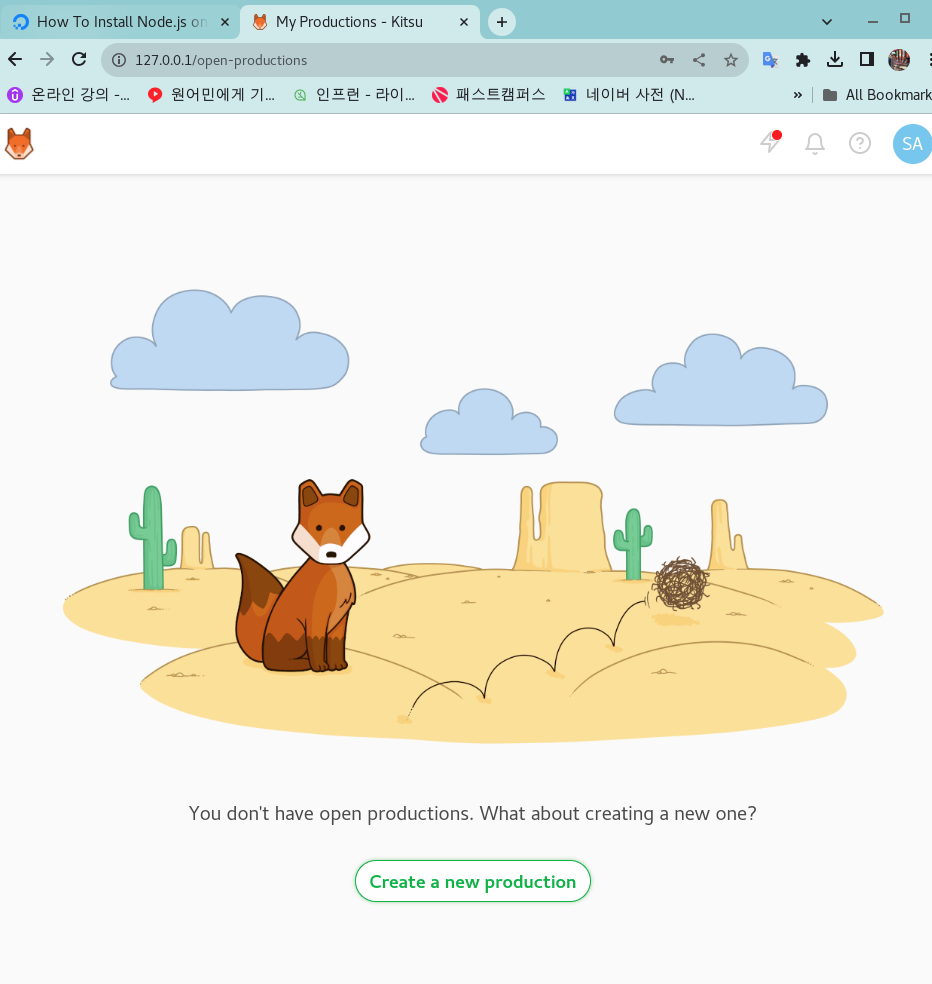 How To Install Node.js on
My Productions - Kitsu
127.0.0.1/open-productions
온라인 강의 -...
원어민에게 기...
인프런 - 라이...
패스트캠퍼스
네이버 사전 (N...
»
All Bookmark
SA
You don't have open productions. What about creating a new one?
Create a new production